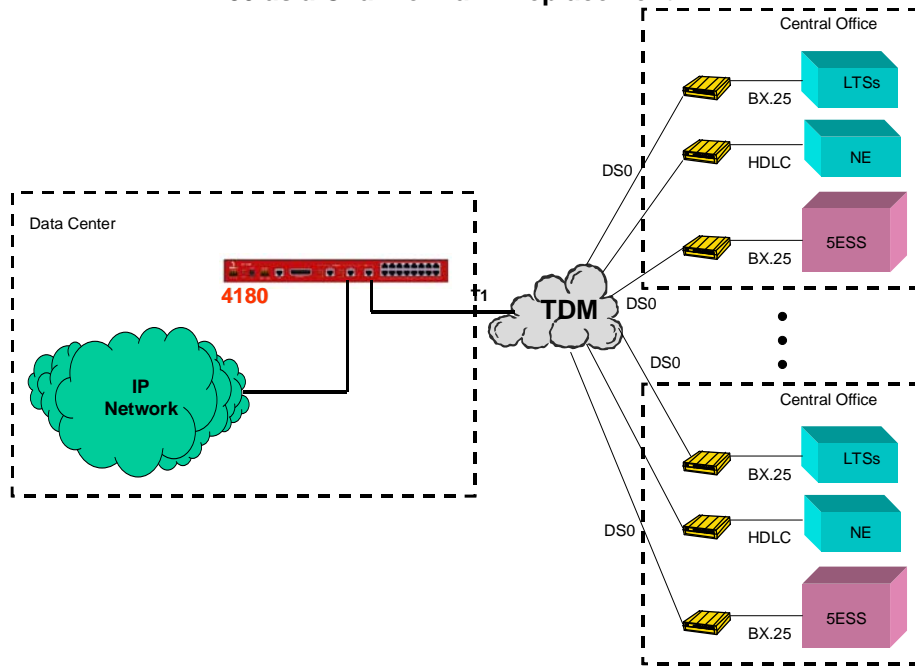 Central Office
LTSs
BX.25
DS0
HDLC
NE
5ESS
BX.25
DS0
Data Center
4180
T1
TDM
IP
Network
DS0
Central Office
LTSs
BX.25
DS0
HDLC
NE
5ESS
BX.25